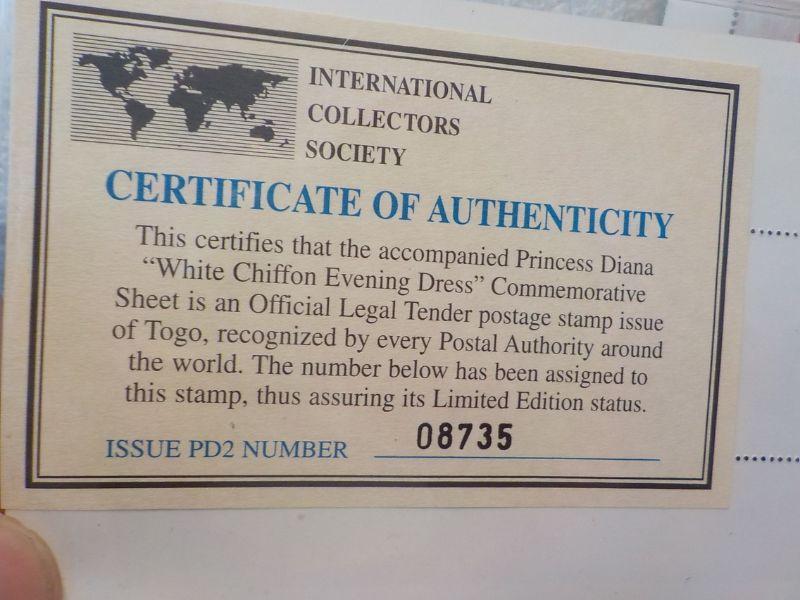 INTERNATIONAL
COLLECTORS
SOCIETY
CERTIFICATE OF AUTHENTICITY
This certifies that the accompanied Princess Diana
“White Chiffon Evening Dress” Commemorative
Sheet is an Official Legal Tender postage stamp issue
of Togo, recognized by every Postal Authority around
the world. The number below has been assigned to
this stamp, thus assuring its Limited Edition status.
ISSUE PD2 NUMBER 08735